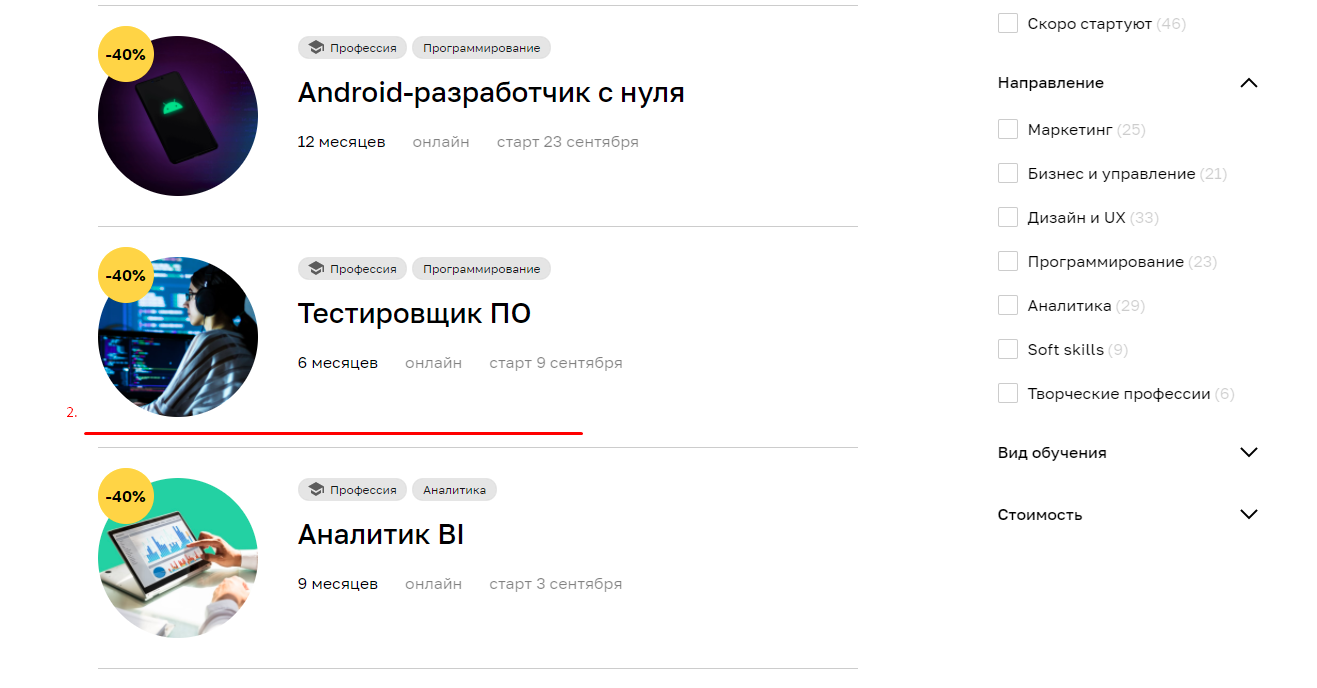 -40%
Профессия Программирование
Android-разработчик с нуля
12 месяцев онлайн старт 23 сентября
-40%
Профессия Программирование
Тестировщик ПО
6 месяцев онлайн старт 9 сентября
2.
-40%
Профессия Аналитика
Аналитик BI
9 месяцев онлайн старт 3 сентября
Скоро стартуют (46)
Направление
Маркетинг (25)
Бизнес и управление (21)
Дизайн и UX (33)
Программирование (23)
Аналитика (29)
Soft skills (9)
Творческие профессии (6)
Вид обучения
Стоимость